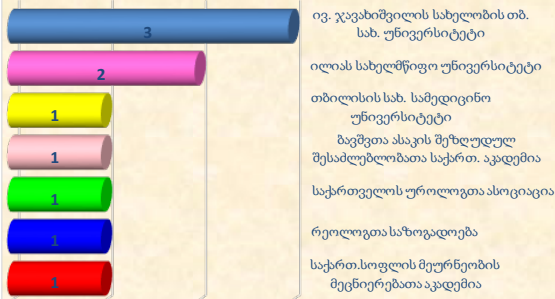 3
ივ. ჯავახიშვილის სახელობის თბ.
სახ. უნივერსიტეტი
2
ილიას სახელმწიფო უნივერსიტეტი
1
თბილისის სახ. სამედიცინო
უნივერსიტეტი
1
ბავშვთა ასაკის შეზღუდულ
შესაძლებლობათა საქართ. აკადემია
1
საქართველოს უროლოგთა ასოციაცია
1
რეოლოგთა საზოგადოება
1
საქართ.სოფლის მეურნეობის
მეცნიერებათა აკადემია